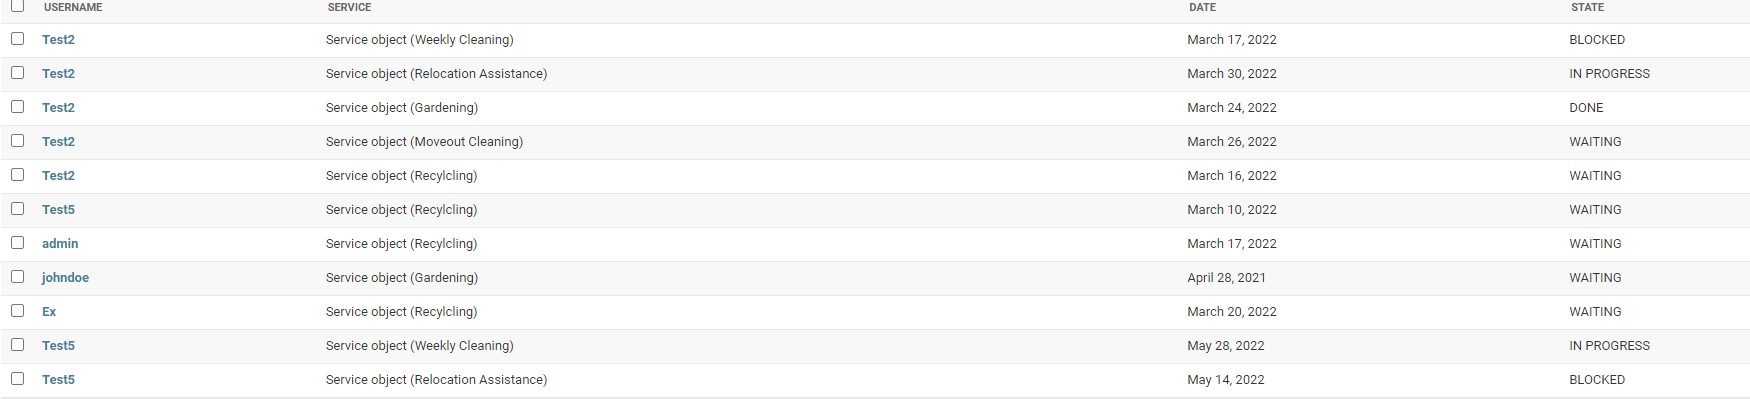 USERNAME SERVICE DATE STATE
Test2 Service object (Weekly Cleaning) March 17, 2022 BLOCKED
Test2 Service object (Relocation Assistance) March 30, 2022 IN PROGRESS
Test2 Service object (Gardening) March 24, 2022 DONE
Test2 Service object (Moveout Cleaning) March 26, 2022 WAITING
Test2 Service object (Recylcling) March 16, 2022 WAITING
Test5 Service object (Recylcling) March 10, 2022 WAITING
admin Service object (Recylcling) March 17, 2022 WAITING
johndoe Service object (Gardening) April 28, 2021 WAITING
Ex Service object (Recylcling) March 20, 2022 WAITING
Test5 Service object (Weekly Cleaning) May 28, 2022 IN PROGRESS
Test5 Service object (Relocation Assistance) May 14, 2022 BLOCKED